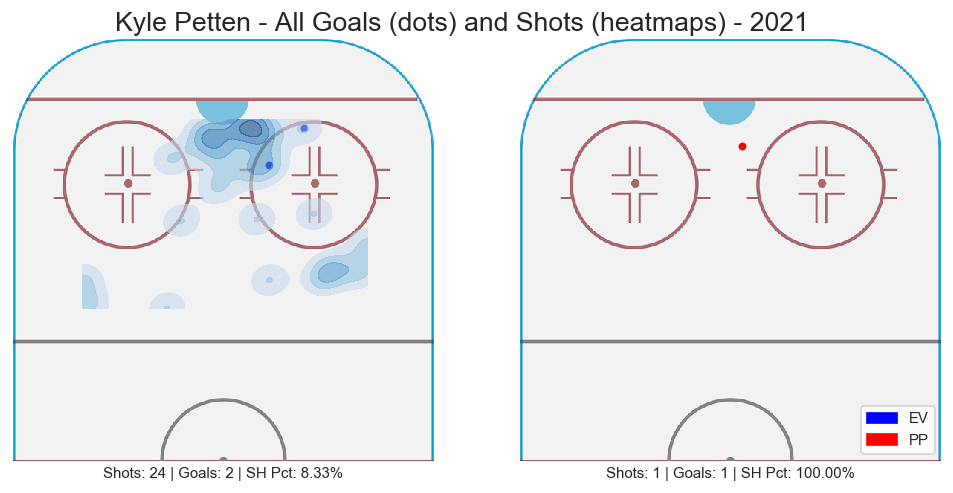 Kyle Petten - All Goals (dots) and Shots (heatmaps) - 2021
EV
PP
Shots: 24 | Goals: 2 | SH Pct: 8.33%
Shots: 1 | Goals: 1 | SH Pct: 100.00%